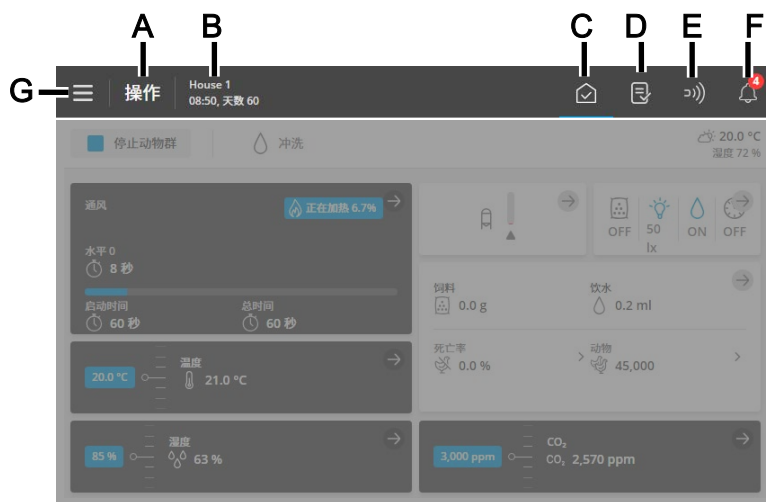 A B C D E F
G
操作
House 1
08:50, 天数 60
4
停止动物群
冲洗
20.0 °C
湿度 72 %
通风
正在加热 6.7%
水平 0
8 秒
启动时间
60 秒
总时间
60 秒
OFF
50 lx
ON
OFF
饲料
0.0 g
饮水
0.2 ml
死亡率
0.0 %
动物
45,000
20.0 °C
温度
21.0 °C
85 %
湿度
63 %
3,000 ppm
CO₂
CO₂ 2,570 ppm